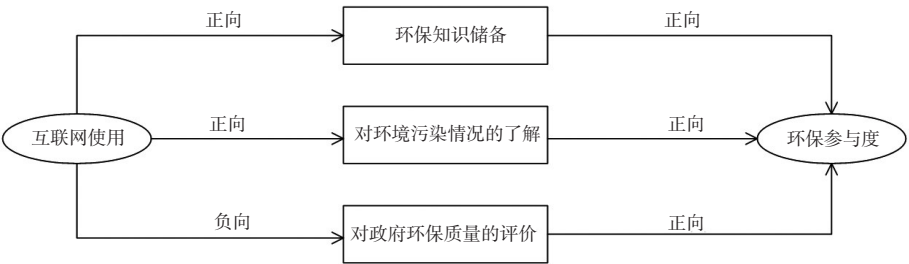 正向
环保知识储备
正向
互联网使用
正向
对环境污染情况的了解
正向
环保参与度
负向
对政府环保质量的评价
正向